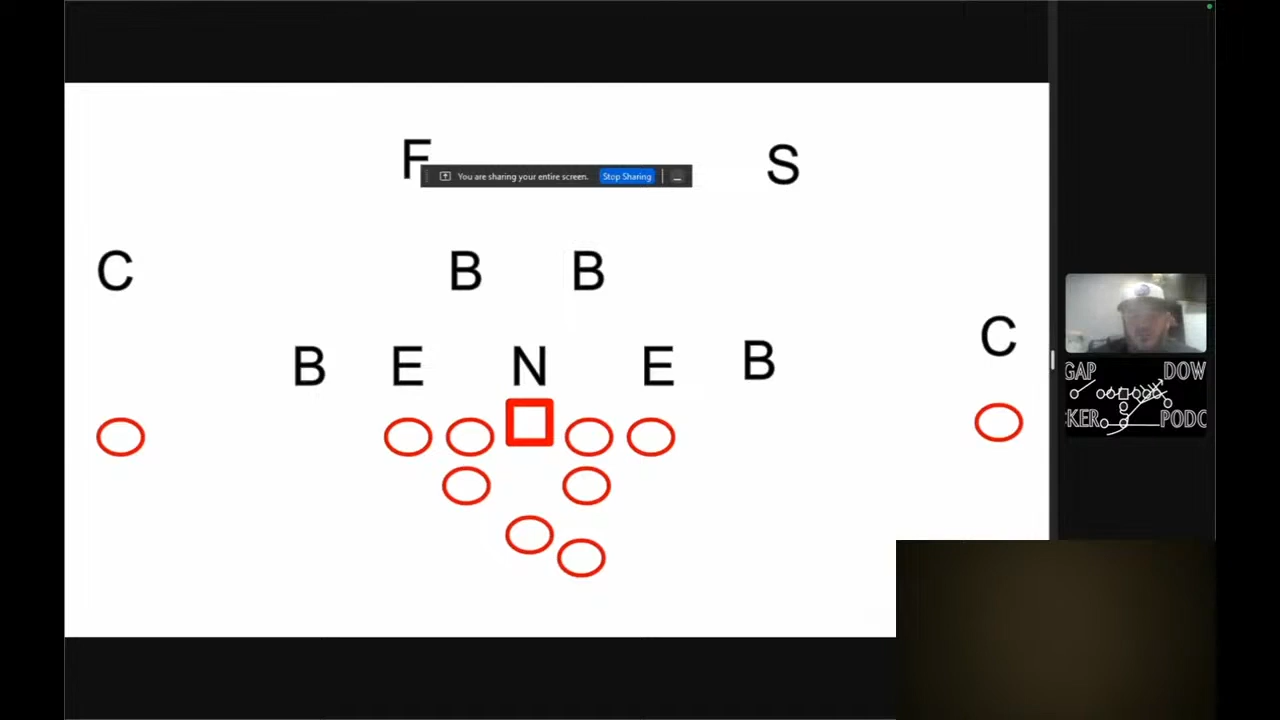 F
S
You are sharing your entire screen. Stop Sharing
C
B
B
C
B
E
N
E
B
GAP DOW
KER PODC